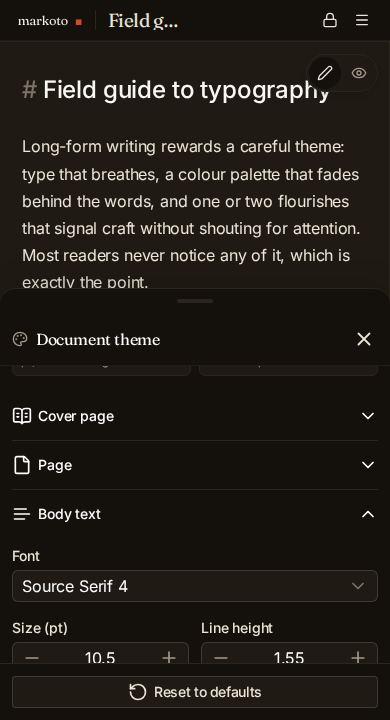 markoto
Field g...
# Field guide to typography
Long-form writing rewards a careful theme:
type that breathes, a colour palette that fades
behind the words, and one or two flourishes
that signal craft without shouting for attention.
Most readers never notice any of it, which is
exactly the point.
Document theme
Cover page
Page
Body text
Font
Source Serif 4
Size (pt)
Line height
10.5
1.55
Reset to defaults